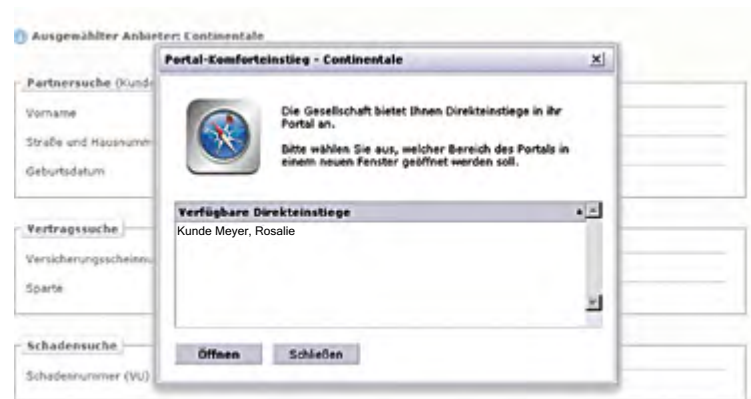 Ausgewählter Anbieter: Continentale
Portal-Komforteinstieg - Continentale
Partnersuche (Kunde
Vorname
Straße und Hausnumm
Geburtsdatum
Die Gesellschaft bietet Ihnen Direkteinstiege in ihr
Portal an.
Bitte wählen Sie aus, welcher Bereich des Portals in
einem neuen Fenster geöffnet werden soll.
Verfügbare Direkteinstiege
Kunde Meyer, Rosalie
Vertragssuche
Versicherungsscheinnu
Sparte
Öffnen
Schließen
Schadensuche
Schadennummer (VU)